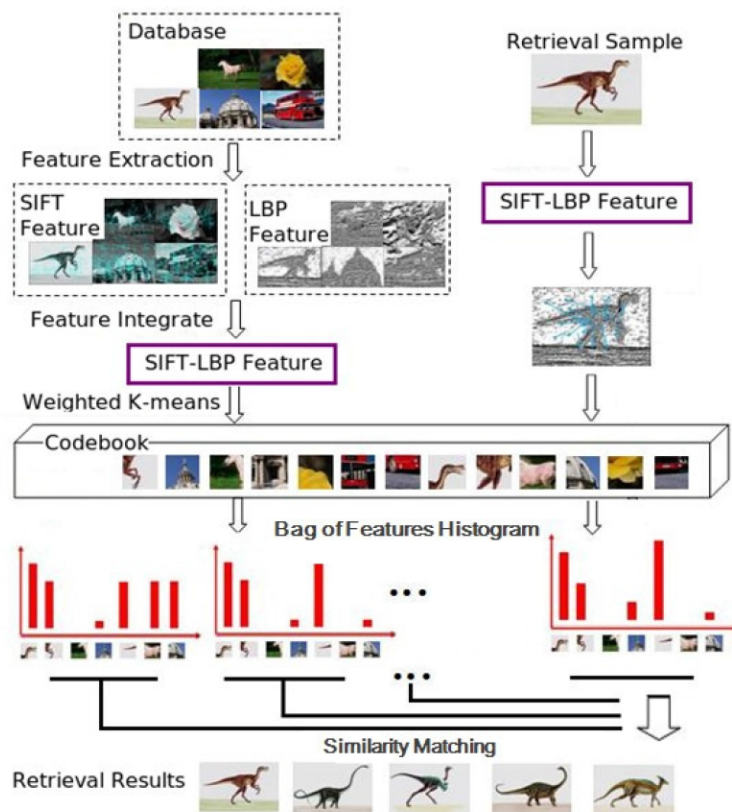 Database
Retrieval Sample
Feature Extraction
SIFT
Feature
LBP
Feature
SIFT-LBP Feature
Feature Integrate
SIFT-LBP Feature
Weighted K-means
Codebook
Bag of Features Histogram
...
...
Similarity Matching
Retrieval Results